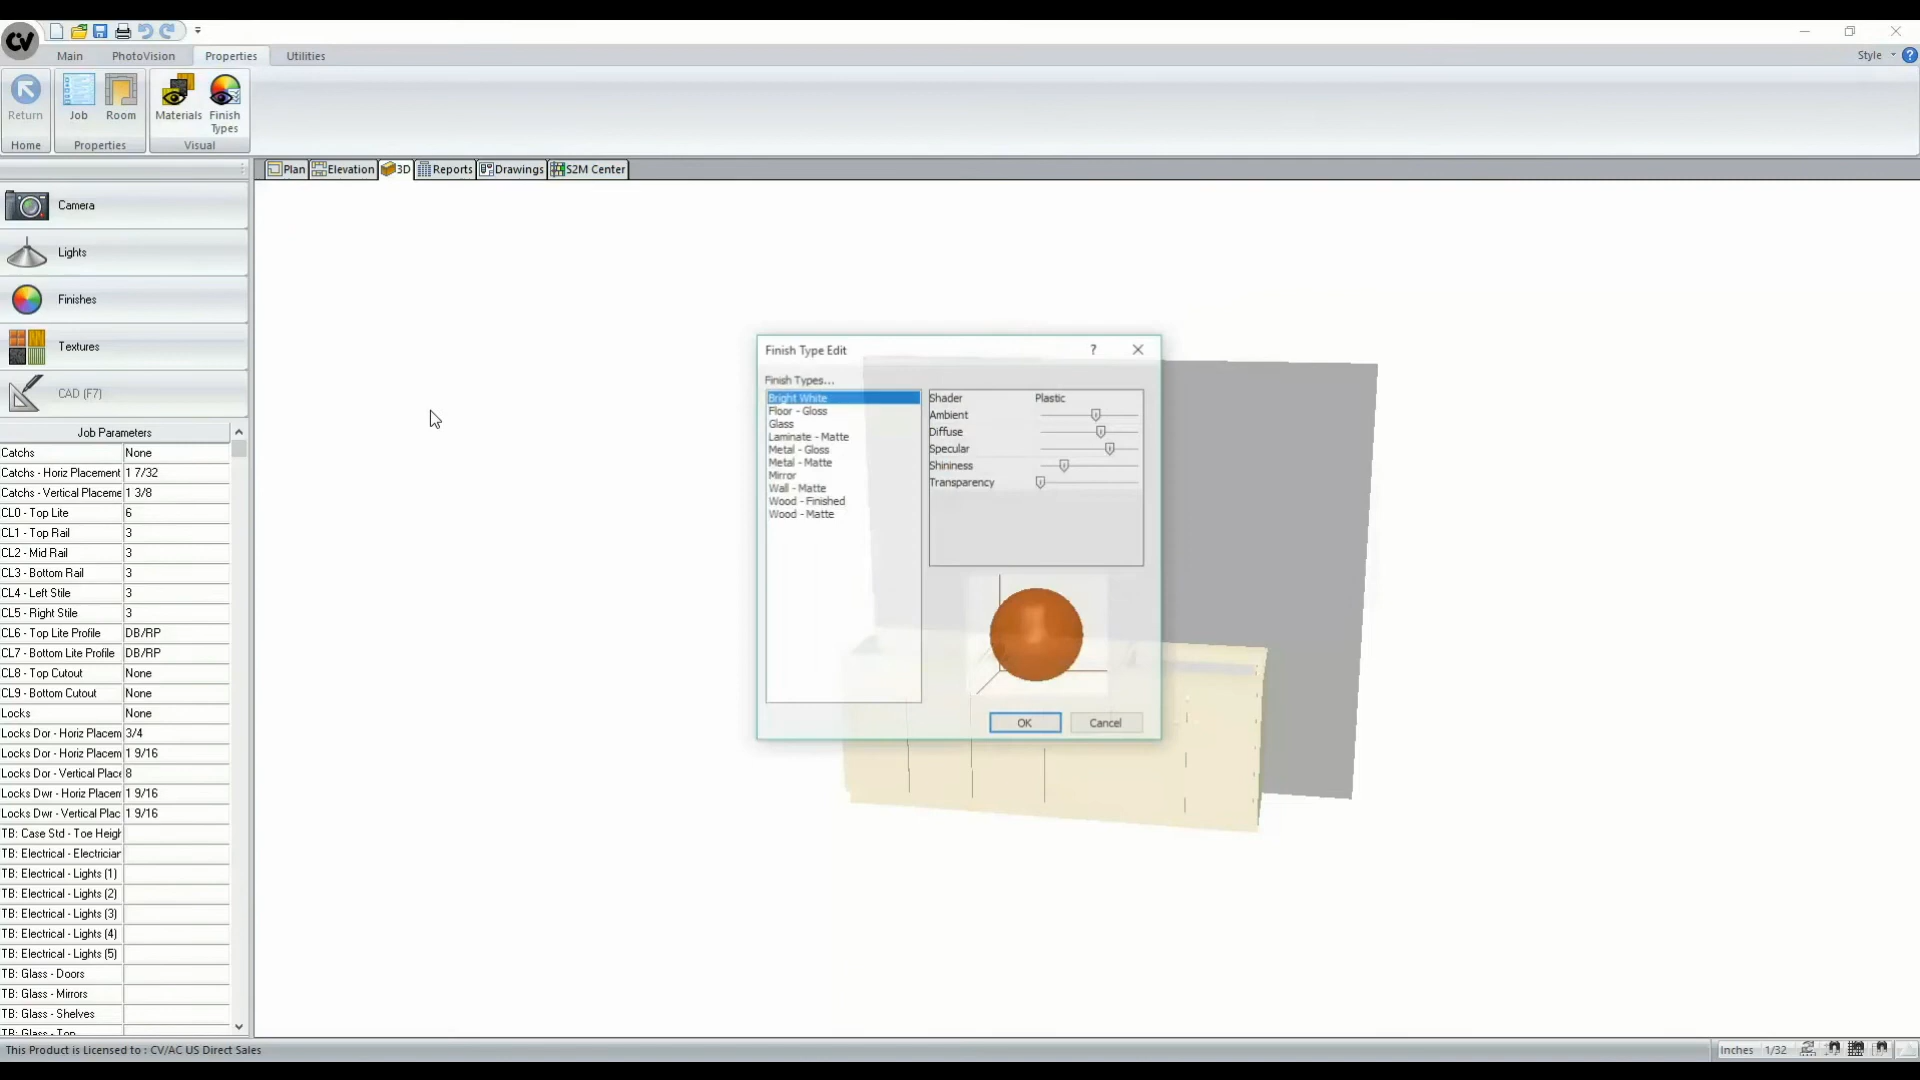 CV
Main PhotoVision Properties Utilities Style
Return Job Room Materials Finish Types
Home Properties Visual
Plan Elevation 3D Reports Drawings S2M Center
Camera
Lights
Finishes
Textures
CAD (F7)
Job Parameters
Catchs None
Catchs - Horiz Placement 1 7/32
Catchs - Vertical Placeme 1 3/8
CL0 - Top Lite 6
CL1 - Top Rail 3
CL2 - Mid Rail 3
CL3 - Bottom Rail 3
CL4 - Left Stile 3
CL5 - Right Stile 3
CL6 - Top Lite Profile DB/RP
CL7 - Bottom Lite Profile DB/RP
CL8 - Top Cutout None
CL9 - Bottom Cutout None
Locks None
Locks Dor - Horiz Placem 3/4
Locks Dor - Horiz Placem 1 9/16
Locks Dor - Vertical Place 8
Locks Dwr - Horiz Placem 1 9/16
Locks Dwr - Vertical Plac 1 9/16
TB: Case Std - Toe Heigh
TB: Electrical - Electrician
TB: Electrical - Lights (1)
TB: Electrical - Lights (2)
TB: Electrical - Lights (3)
TB: Electrical - Lights (4)
TB: Electrical - Lights (5)
TB: Glass - Doors
TB: Glass - Mirrors
TB: Glass - Shelves
TB: Glass - Top
Finish Type Edit ?
Finish Types...
Bright White
Floor - Gloss
Glass
Laminate - Matte
Metal - Gloss
Metal - Matte
Mirror
Wall - Matte
Wood - Finished
Wood - Matte
Shader Plastic
Ambient
Diffuse
Specular
Shininess
Transparency
OK Cancel
This Product is Licensed to : CV/AC US Direct Sales
Inches 1/32